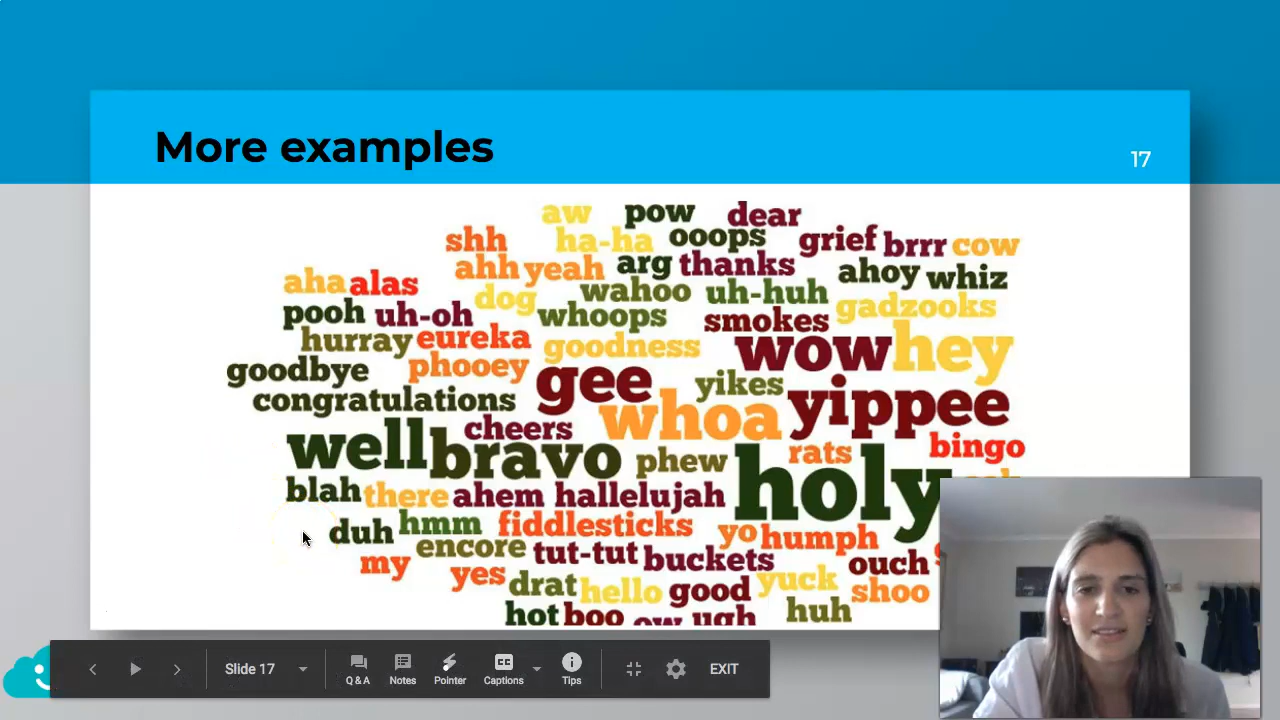 More examples
17
aw pow dear
shh ha-ha ooops grief brrr cow
ahh yeah arg thanks ahoy whiz
aha alas dog wahoo uh-huh gadzooks
pooh uh-oh whoops smokes
hurray eureka goodness wow hey
goodbye phooey gee yikes
congratulations whoa yippee
cheers
well bravo phew rats bingo
holy
blah there ahem hallelujah
duh hmm fiddlesticks yo humph
encore tut-tut buckets ouch
my yes drat hello good yuck shoo
hot boo ow ugh huh
Slide 17 Q & A Notes Pointer CC Captions Tips EXIT